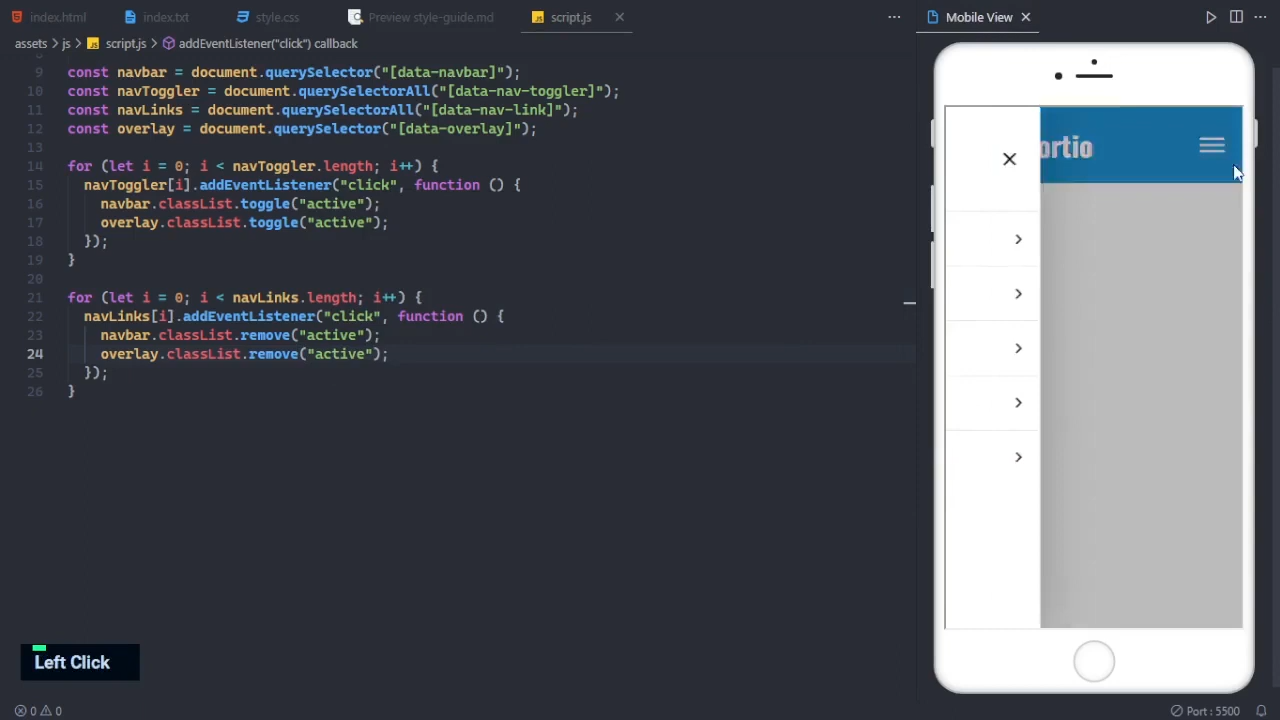 index.html
index.txt
style.css
Preview style-guide.md
script.js
Mobile View
assets > js > script.js > addEventListener("click") callback
9 const navbar = document.querySelector("[data-navbar]");
10 const navToggler = document.querySelectorAll("[data-nav-toggler]");
11 const navLinks = document.querySelectorAll("[data-nav-link]");
12 const overlay = document.querySelector("[data-overlay]");
13
14 for (let i = 0; i < navToggler.length; i++) {
15 navToggler[i].addEventListener("click", function () {
16 navbar.classList.toggle("active");
17 overlay.classList.toggle("active");
18 });
19 }
20
21 for (let i = 0; i < navLinks.length; i++) {
22 navLinks[i].addEventListener("click", function () {
23 navbar.classList.remove("active");
24 overlay.classList.remove("active");
25 });
26 }
ortio
Left Click
0 0
Port : 5500